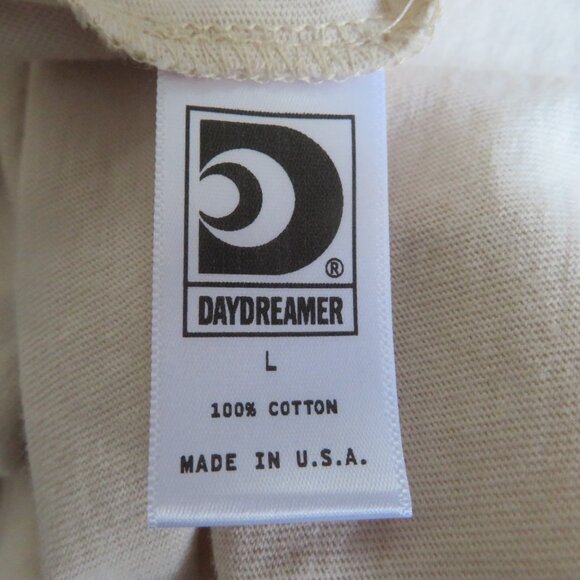 ®
DAYDREAMER
L
100% COTTON
MADE IN U.S.A.